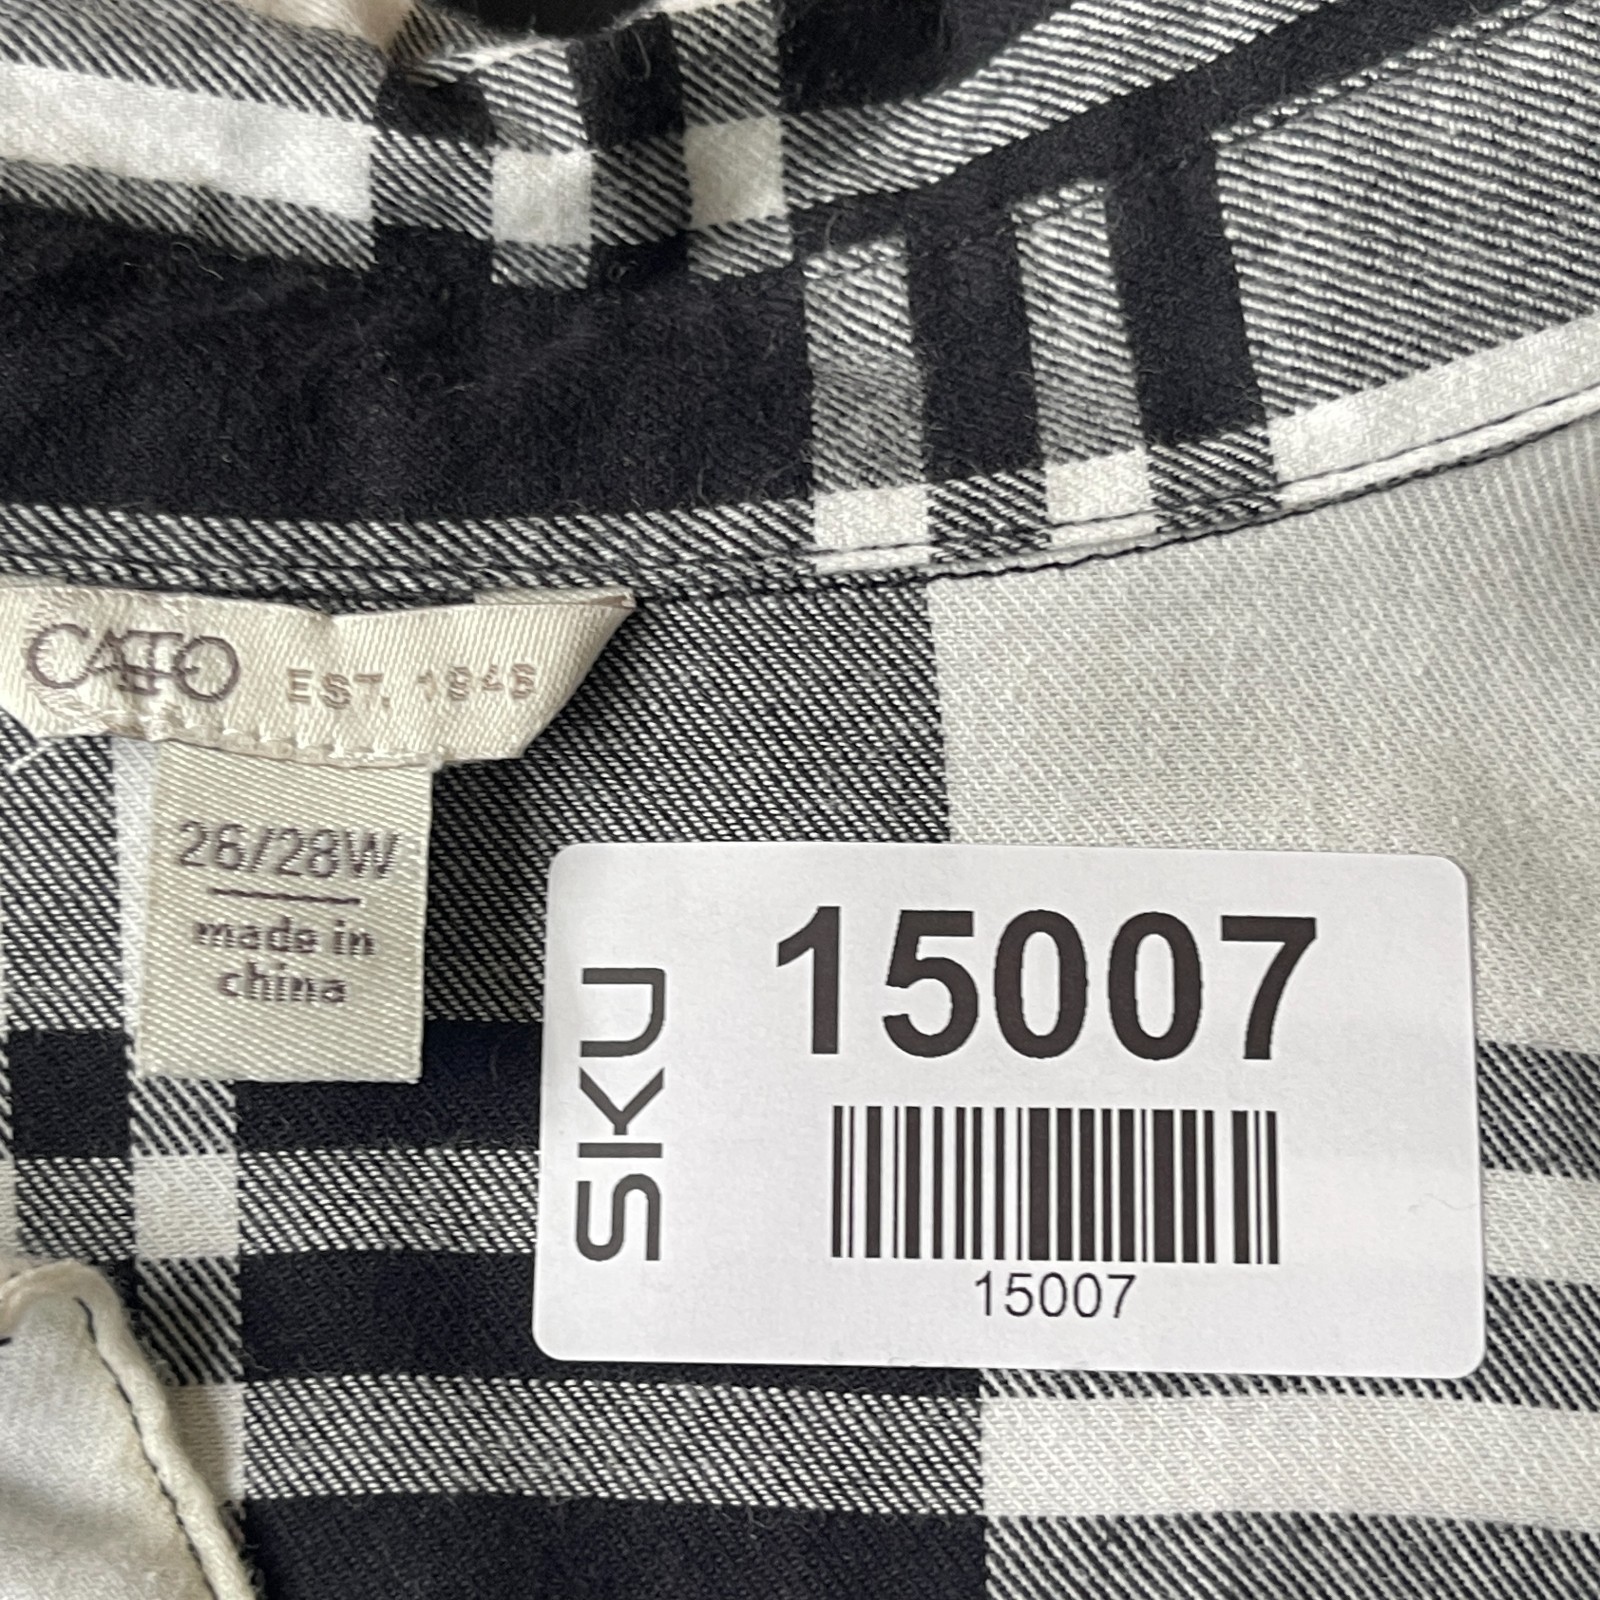 CATO EST. 1946
26/28W
made in
china
SKU
15007
15007